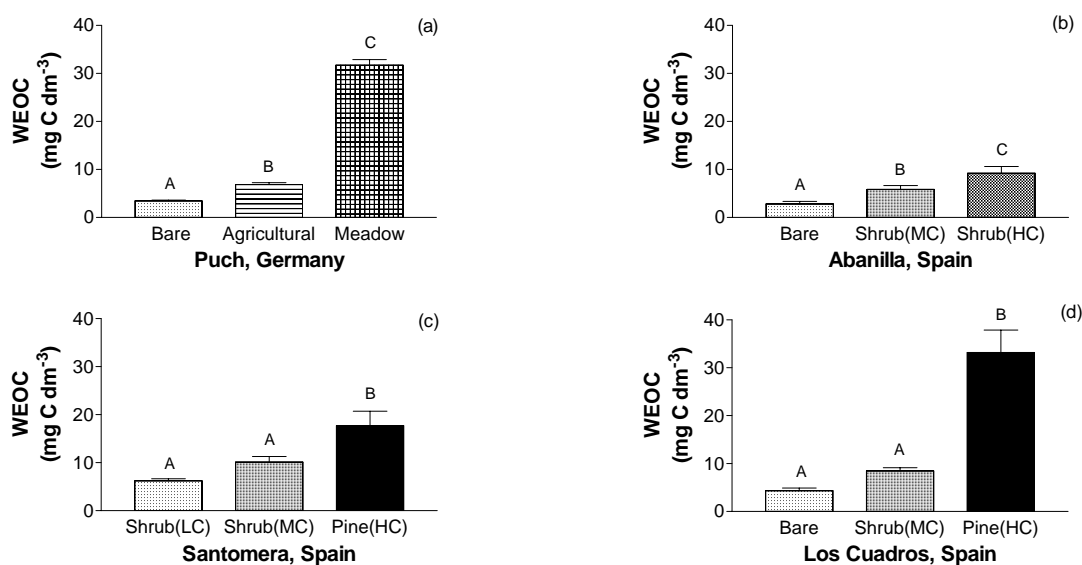 (a)
WEOC
(mg C dm-3)
40
30
20
10
0
A
B
C
Bare Agricultural Meadow
Puch, Germany
(b)
WEOC
(mg C dm-3)
40
30
20
10
0
A
B
C
Bare Shrub(MC) Shrub(HC)
Abanilla, Spain
(c)
WEOC
(mg C dm-3)
40
30
20
10
0
A
A
B
Shrub(LC) Shrub(MC) Pine(HC)
Santomera, Spain
(d)
WEOC
(mg C dm-3)
40
30
20
10
0
A
A
B
Bare Shrub(MC) Pine(HC)
Los Cuadros, Spain